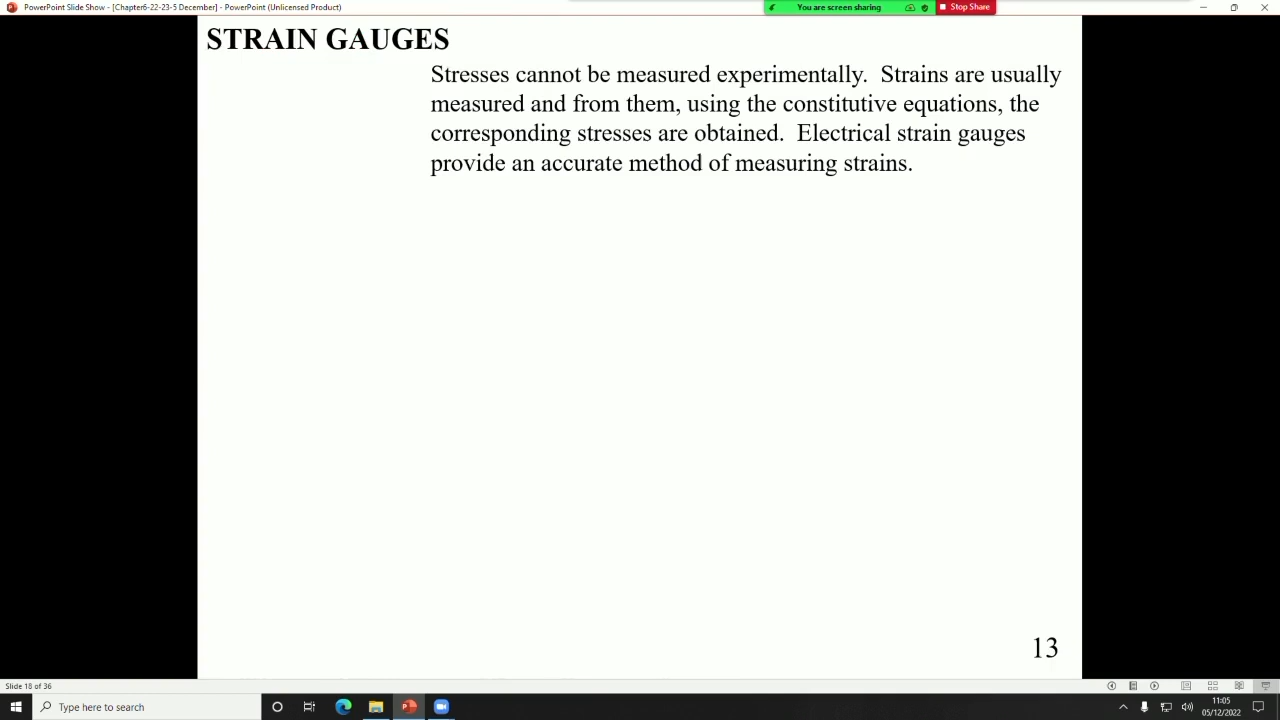 PowerPoint Slide Show - [Chapter6-22-23-5 December] - PowerPoint (Unlicensed Product)
You are screen sharing
Stop Share
STRAIN GAUGES
Stresses cannot be measured experimentally. Strains are usually
measured and from them, using the constitutive equations, the
corresponding stresses are obtained. Electrical strain gauges
provide an accurate method of measuring strains.
13
Slide 18 of 36
Type here to search
11:05
05/12/2022